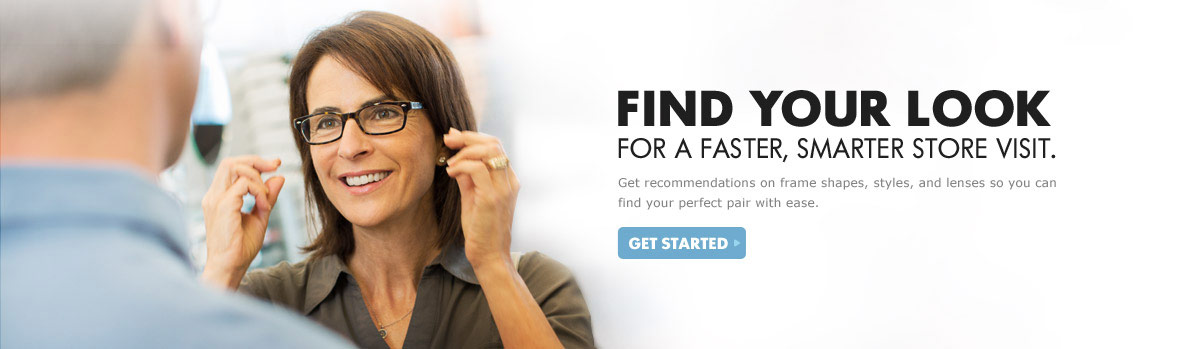 FIND YOUR LOOK
FOR A FASTER, SMARTER STORE VISIT.
Get recommendations on frame shapes, styles, and lenses so you can
find your perfect pair with ease.
GET STARTED